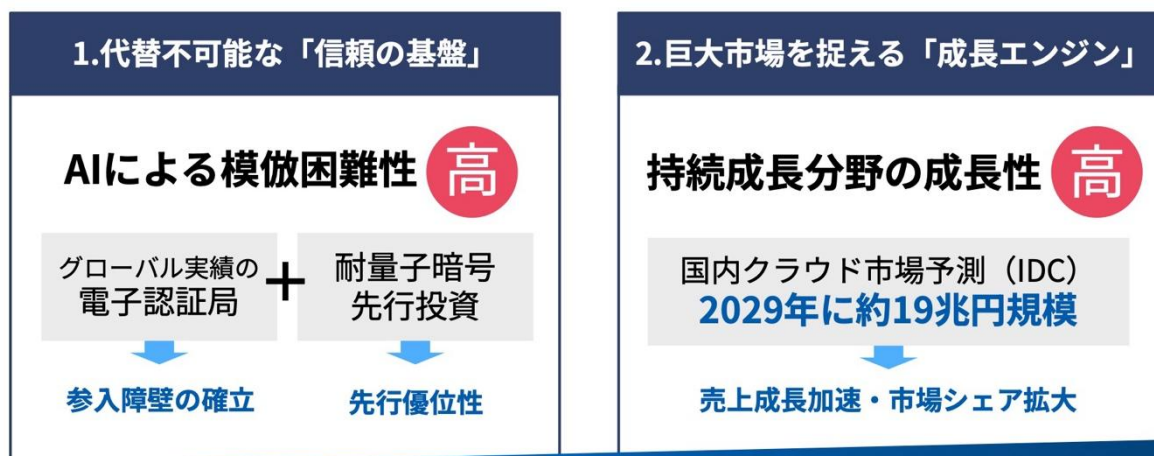 1.代替不可能な「信頼の基盤」
AIによる模倣困難性 高
グローバル実績の
電子認証局
+
耐量子暗号
先行投資
参入障壁の確立
先行優位性
2.巨大市場を捉える「成長エンジン」
持続成長分野の成長性 高
国内クラウド市場予測（IDC）
2029年に約19兆円規模
売上成長加速・市場シェア拡大